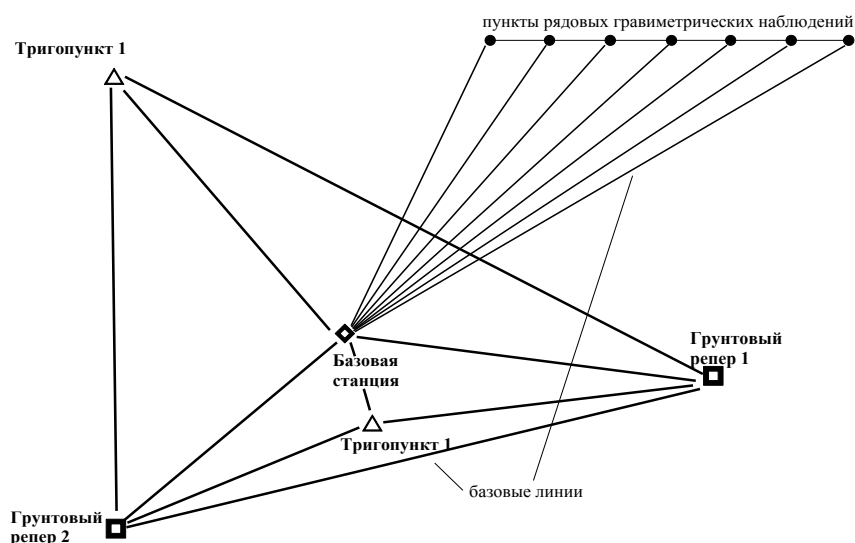 пункты рядовых гравиметрических наблюдений
Тригопункт 1
Грунтовый
репер 1
Базовая
станция
Тригопункт 1
базовые линии
Грунтовый
репер 2